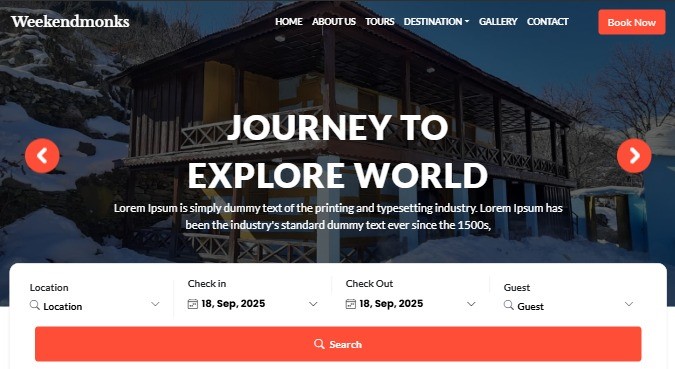 Weekendmonks
HOME ABOUT US TOURS DESTINATION GALLERY CONTACT
Book Now
JOURNEY TO
EXPLORE WORLD
Lorem Ipsum is simply dummy text of the printing and typesetting industry. Lorem Ipsum has
been the industry's standard dummy text ever since the 1500s,
Location Check in Check Out Guest
Location 18, Sep, 2025 18, Sep, 2025 Guest
Search